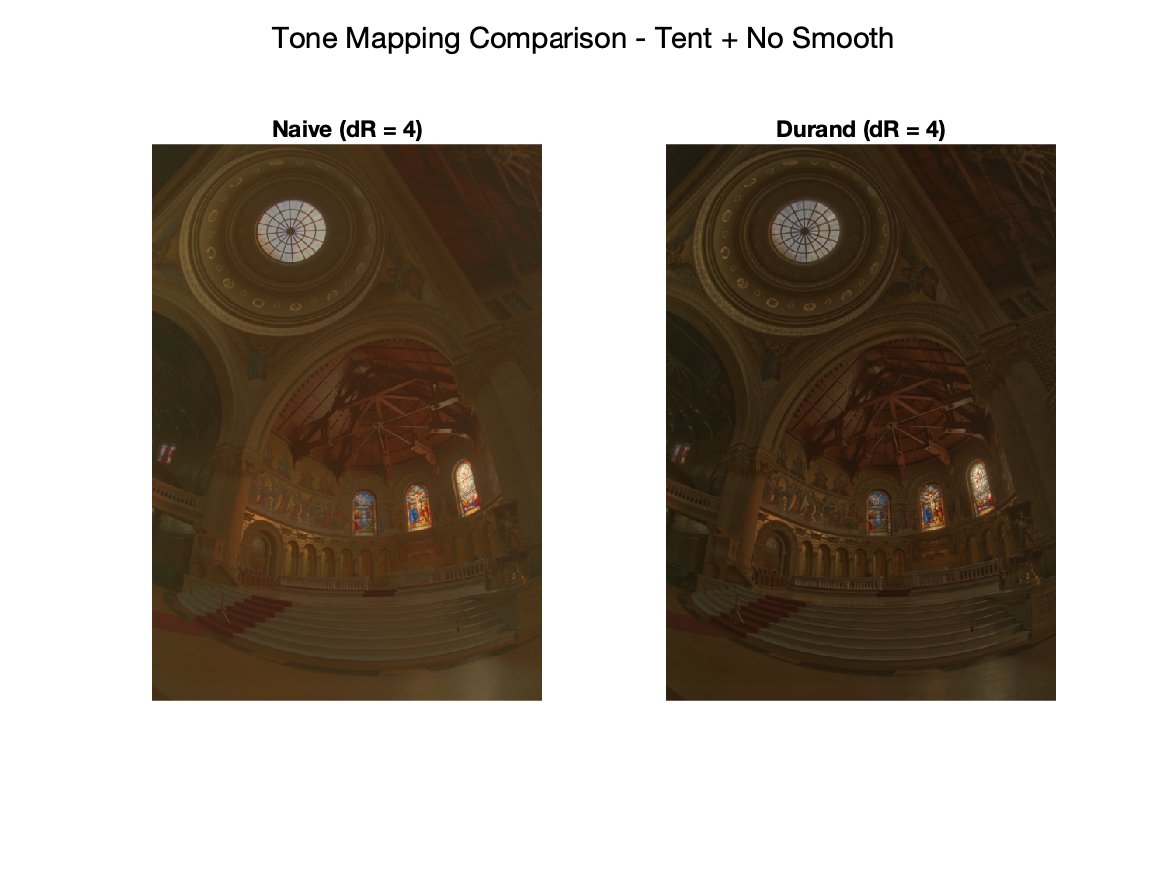 Tone Mapping Comparison - Tent + No Smooth
Naive (dR = 4)
Durand (dR = 4)